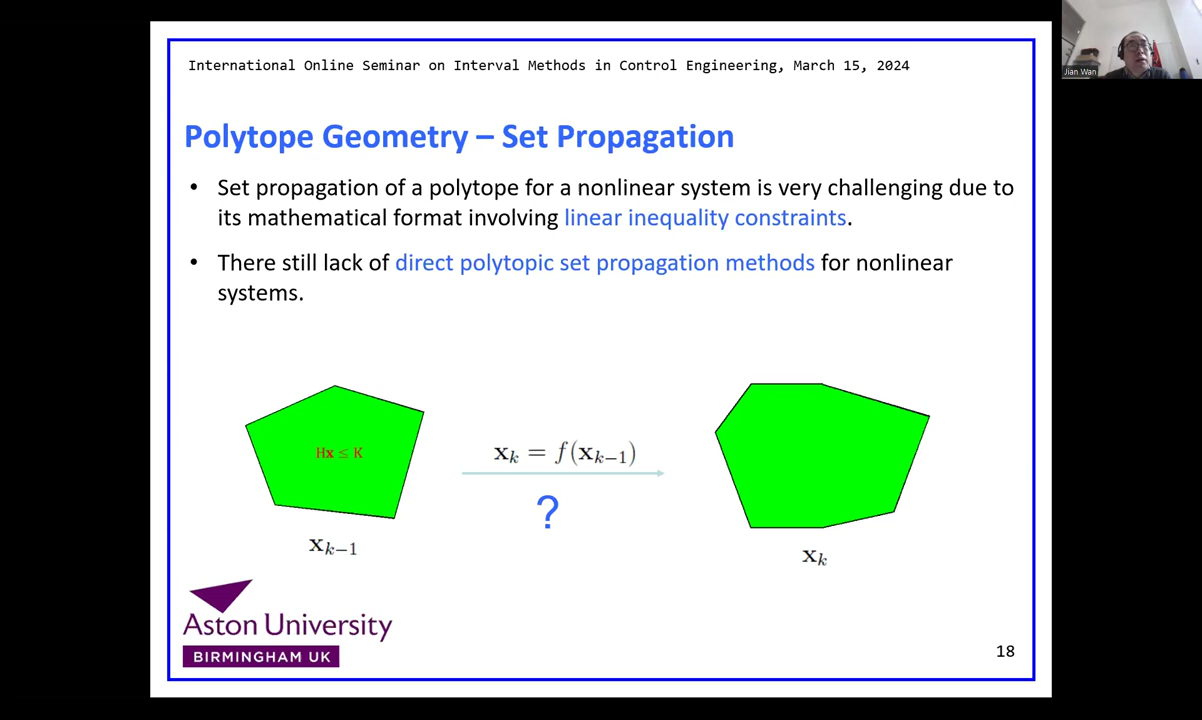 International Online Seminar on Interval Methods in Control Engineering, March 15, 2024
Jian Wan
Polytope Geometry – Set Propagation
• Set propagation of a polytope for a nonlinear system is very challenging due to
its mathematical format involving linear inequality constraints.
• There still lack of direct polytopic set propagation methods for nonlinear
systems.
Hx ≤ K
x_k = f(x_{k−1})
?
x_{k−1}
x_k
Aston University
BIRMINGHAM UK
18